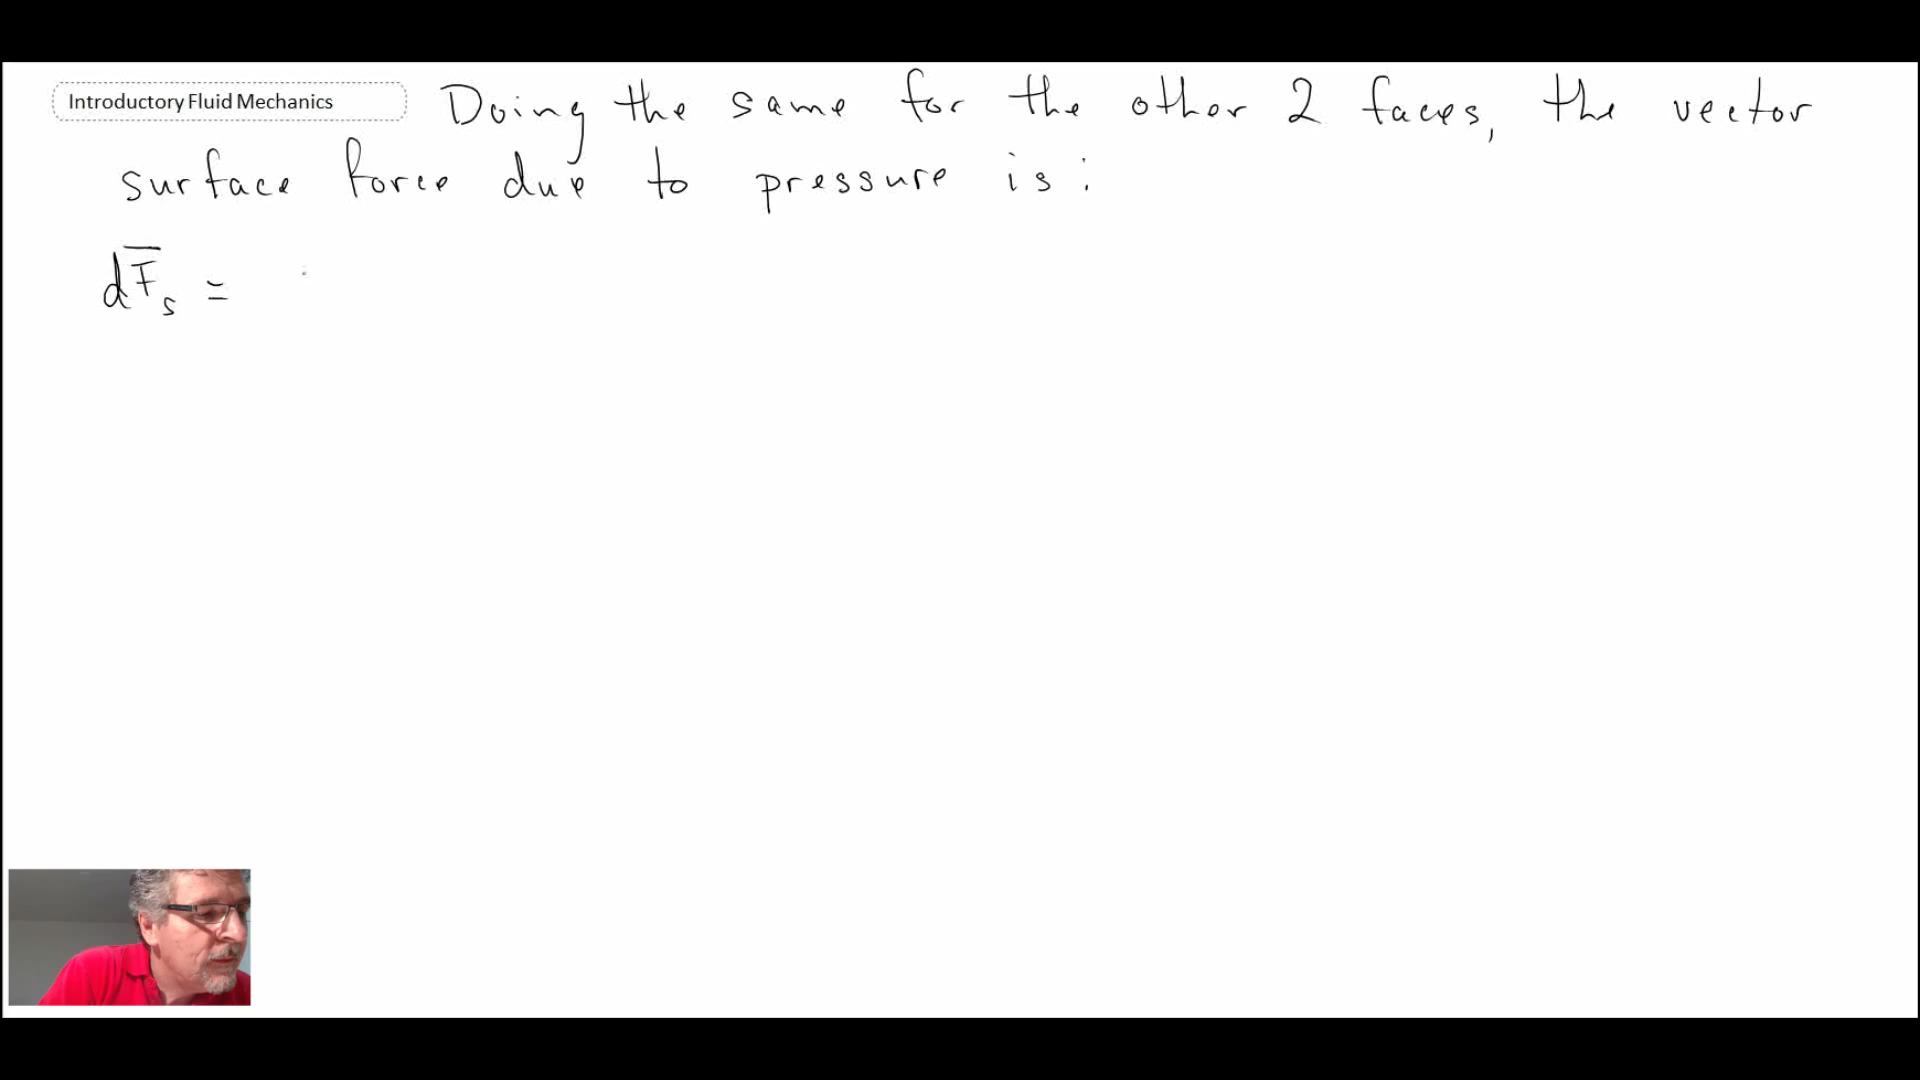 Introductory Fluid Mechanics
Doing the same for the other 2 faces, the vector
surface force due to pressure is:
dF̅ₛ =